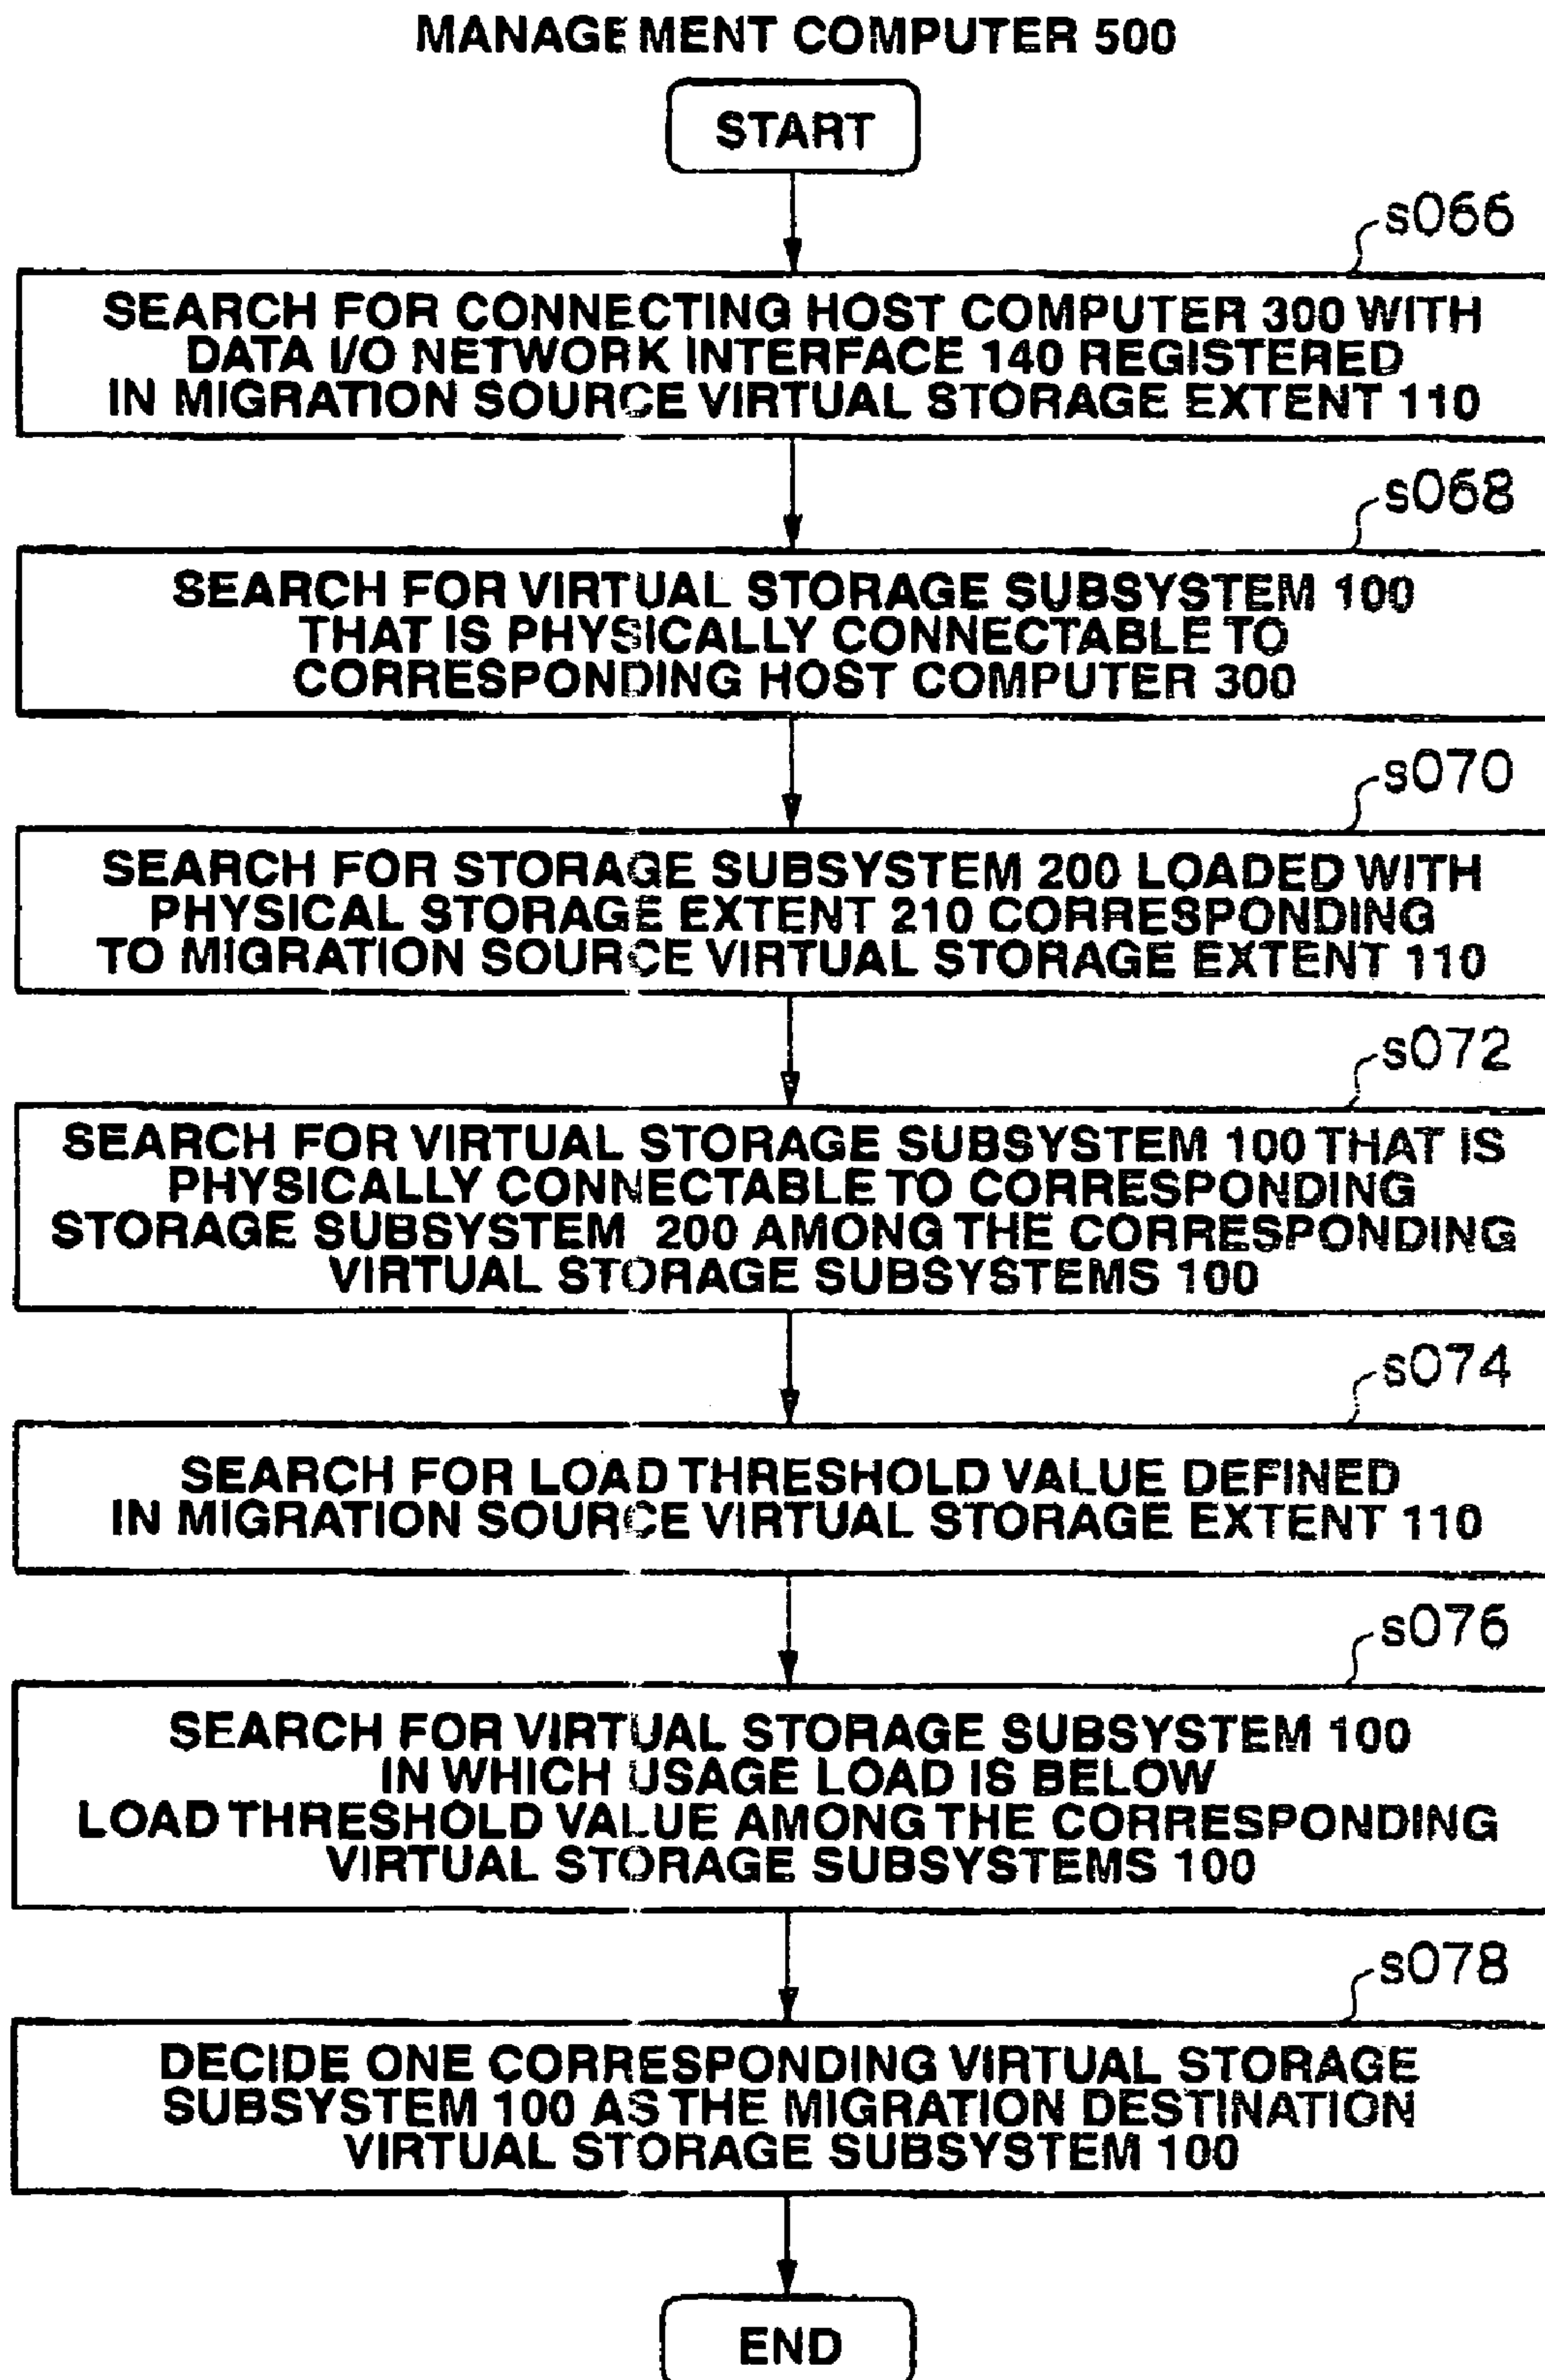 MANAGEMENT COMPUTER 500
START
s066
SEARCH FOR CONNECTING HOST COMPUTER 300 WITH
DATA I/O NETWORK INTERFACE 140 REGISTERED
IN MIGRATION SOURCE VIRTUAL STORAGE EXTENT 110
s068
SEARCH FOR VIRTUAL STORAGE SUBSYSTEM 100
THAT IS PHYSICALLY CONNECTABLE TO
CORRESPONDING HOST COMPUTER 300
s070
SEARCH FOR STORAGE SUBSYSTEM 200 LOADED WITH
PHYSICAL STORAGE EXTENT 210 CORRESPONDING
TO MIGRATION SOURCE VIRTUAL STORAGE EXTENT 110
s072
SEARCH FOR VIRTUAL STORAGE SUBSYSTEM 100 THAT IS
PHYSICALLY CONNECTABLE TO CORRESPONDING
STORAGE SUBSYSTEM 200 AMONG THE CORRESPONDING
VIRTUAL STORAGE SUBSYSTEMS 100
s074
SEARCH FOR LOAD THRESHOLD VALUE DEFINED
IN MIGRATION SOURCE VIRTUAL STORAGE EXTENT 110
s076
SEARCH FOR VIRTUAL STORAGE SUBSYSTEM 100
IN WHICH USAGE LOAD IS BELOW
LOAD THRESHOLD VALUE AMONG THE CORRESPONDING
VIRTUAL STORAGE SUBSYSTEMS 100
s078
DECIDE ONE CORRESPONDING VIRTUAL STORAGE
SUBSYSTEM 100 AS THE MIGRATION DESTINATION
VIRTUAL STORAGE SUBSYSTEM 100
END